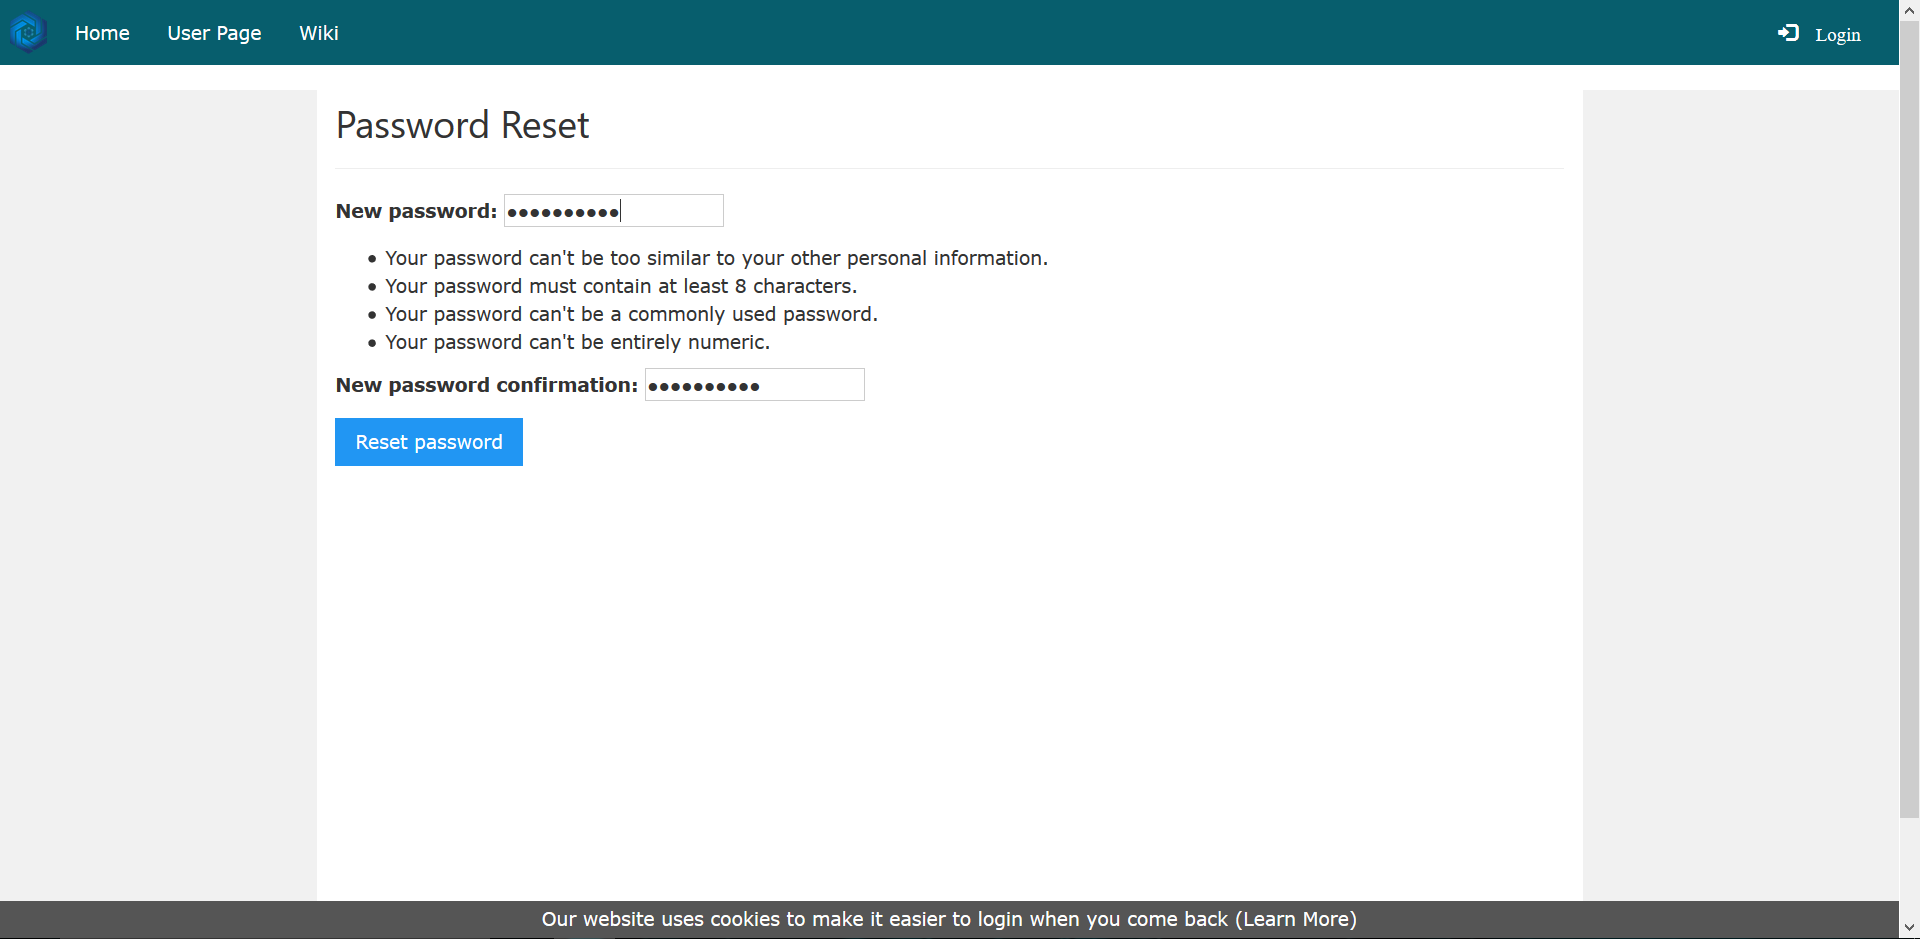 Home User Page Wiki Login
Password Reset
New password: ●●●●●●●●●●
• Your password can't be too similar to your other personal information.
• Your password must contain at least 8 characters.
• Your password can't be a commonly used password.
• Your password can't be entirely numeric.
New password confirmation: ●●●●●●●●●●
Reset password
Our website uses cookies to make it easier to login when you come back (Learn More)